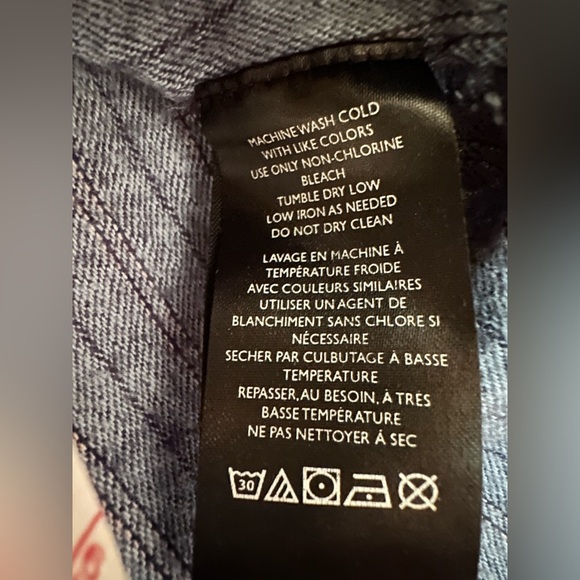 MACHINE WASH COLD
WITH LIKE COLORS
USE ONLY NON-CHLORINE
BLEACH
TUMBLE DRY LOW
LOW IRON AS NEEDED
DO NOT DRY CLEAN
LAVAGE EN MACHINE À
TEMPÉRATURE FROIDE
AVEC COULEURS SIMILAIRES
UTILISER UN AGENT DE
BLANCHIMENT SANS CHLORE SI
NÉCESSAIRE
SECHER PAR CULBUTAGE À BASSE
TEMPERATURE
REPASSER, AU BESOIN, À TRÈS
BASSE TEMPÉRATURE
NE PAS NETTOYER À SEC
30